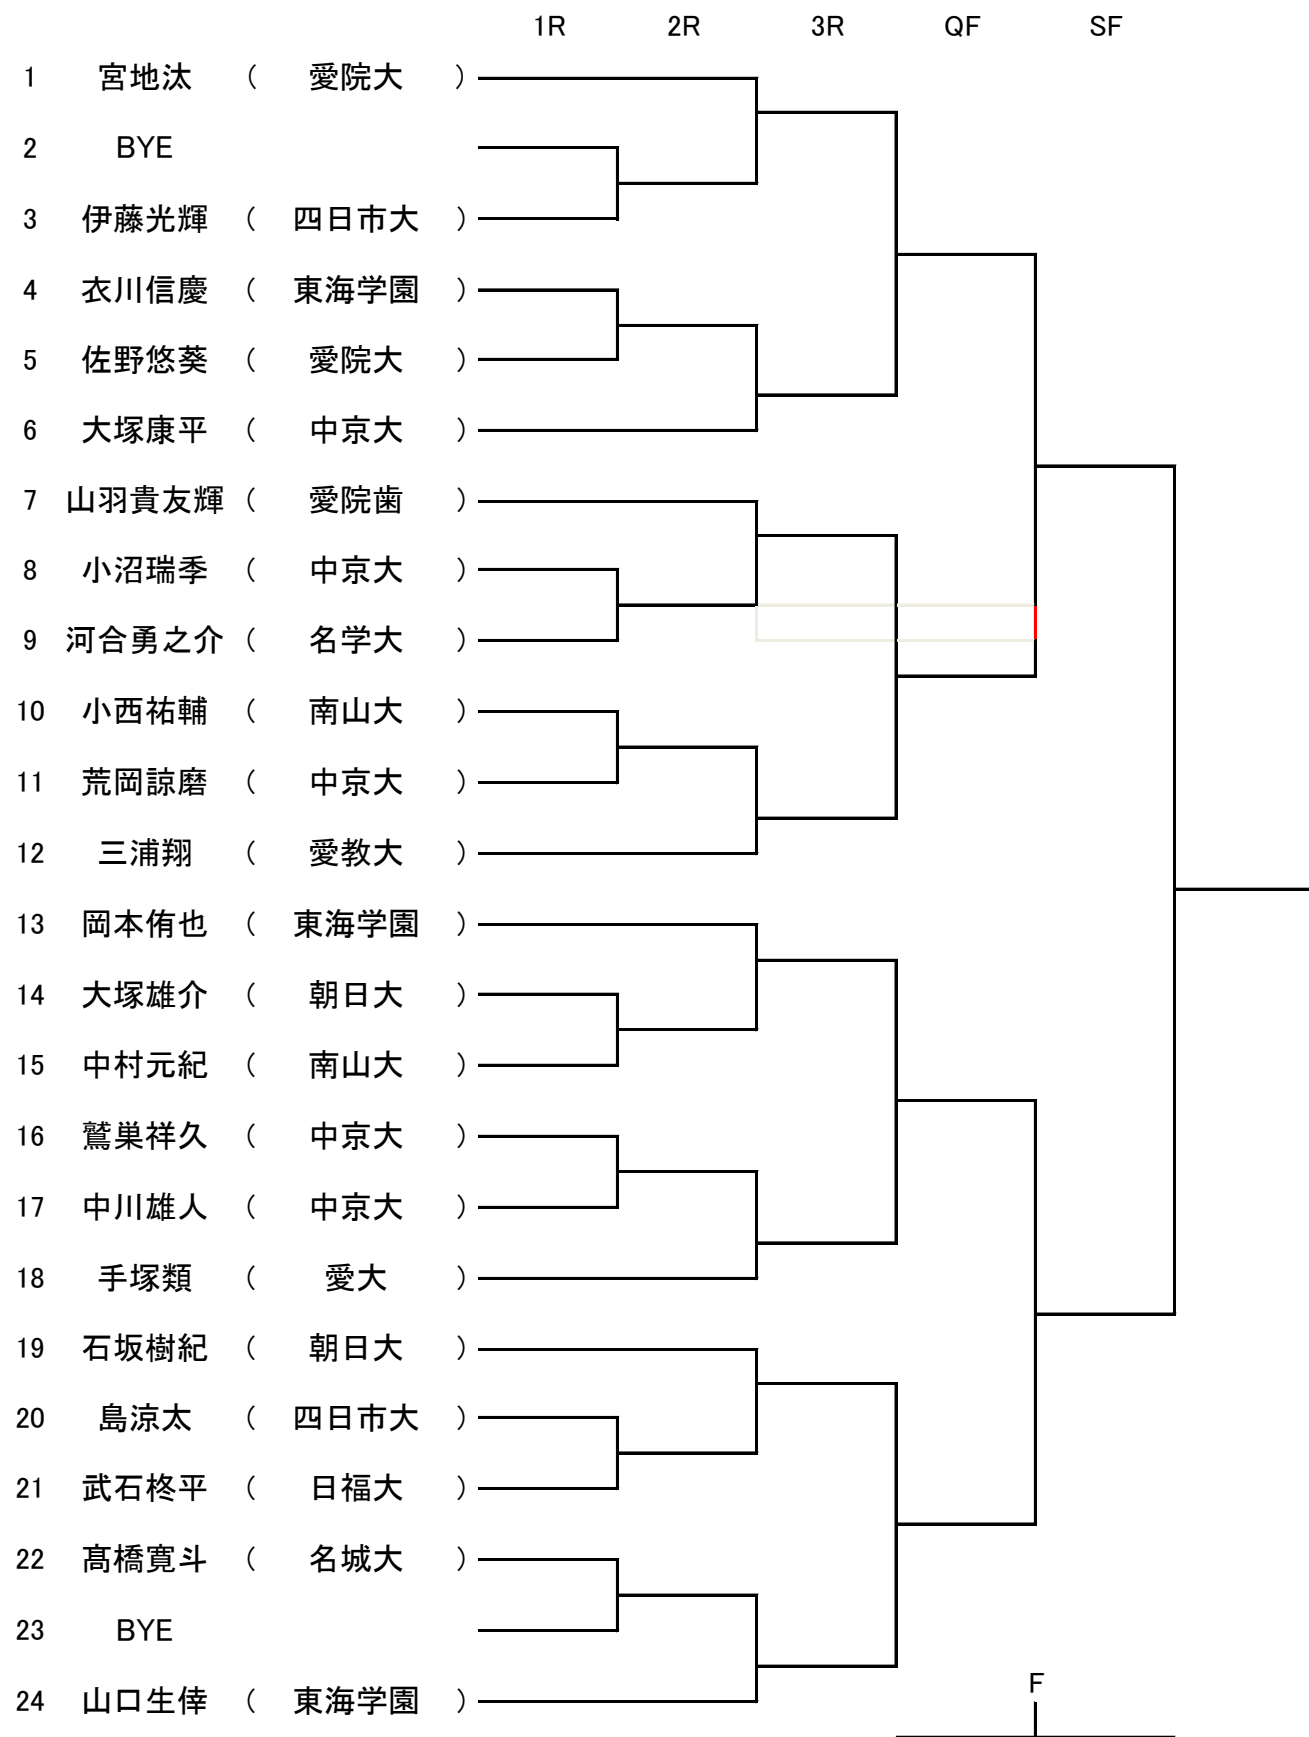 1R 2R 3R QF SF
1 宮地汰 ( 愛院大 )
2 BYE
3 伊藤光輝 ( 四日市大 )
4 衣川信慶 ( 東海学園 )
5 佐野悠葵 ( 愛院大 )
6 大塚康平 ( 中京大 )
7 山羽貴友輝 ( 愛院歯 )
8 小沼瑞季 ( 中京大 )
9 河合勇之介 ( 名学大 )
10 小西祐輔 ( 南山大 )
11 荒岡諒磨 ( 中京大 )
12 三浦翔 ( 愛教大 )
13 岡本侑也 ( 東海学園 )
14 大塚雄介 ( 朝日大 )
15 中村元紀 ( 南山大 )
16 鷲巣祥久 ( 中京大 )
17 中川雄人 ( 中京大 )
18 手塚類 ( 愛大 )
19 石坂樹紀 ( 朝日大 )
20 島涼太 ( 四日市大 )
21 武石柊平 ( 日福大 )
22 髙橋寛斗 ( 名城大 )
23 BYE
24 山口生倖 ( 東海学園 )
F